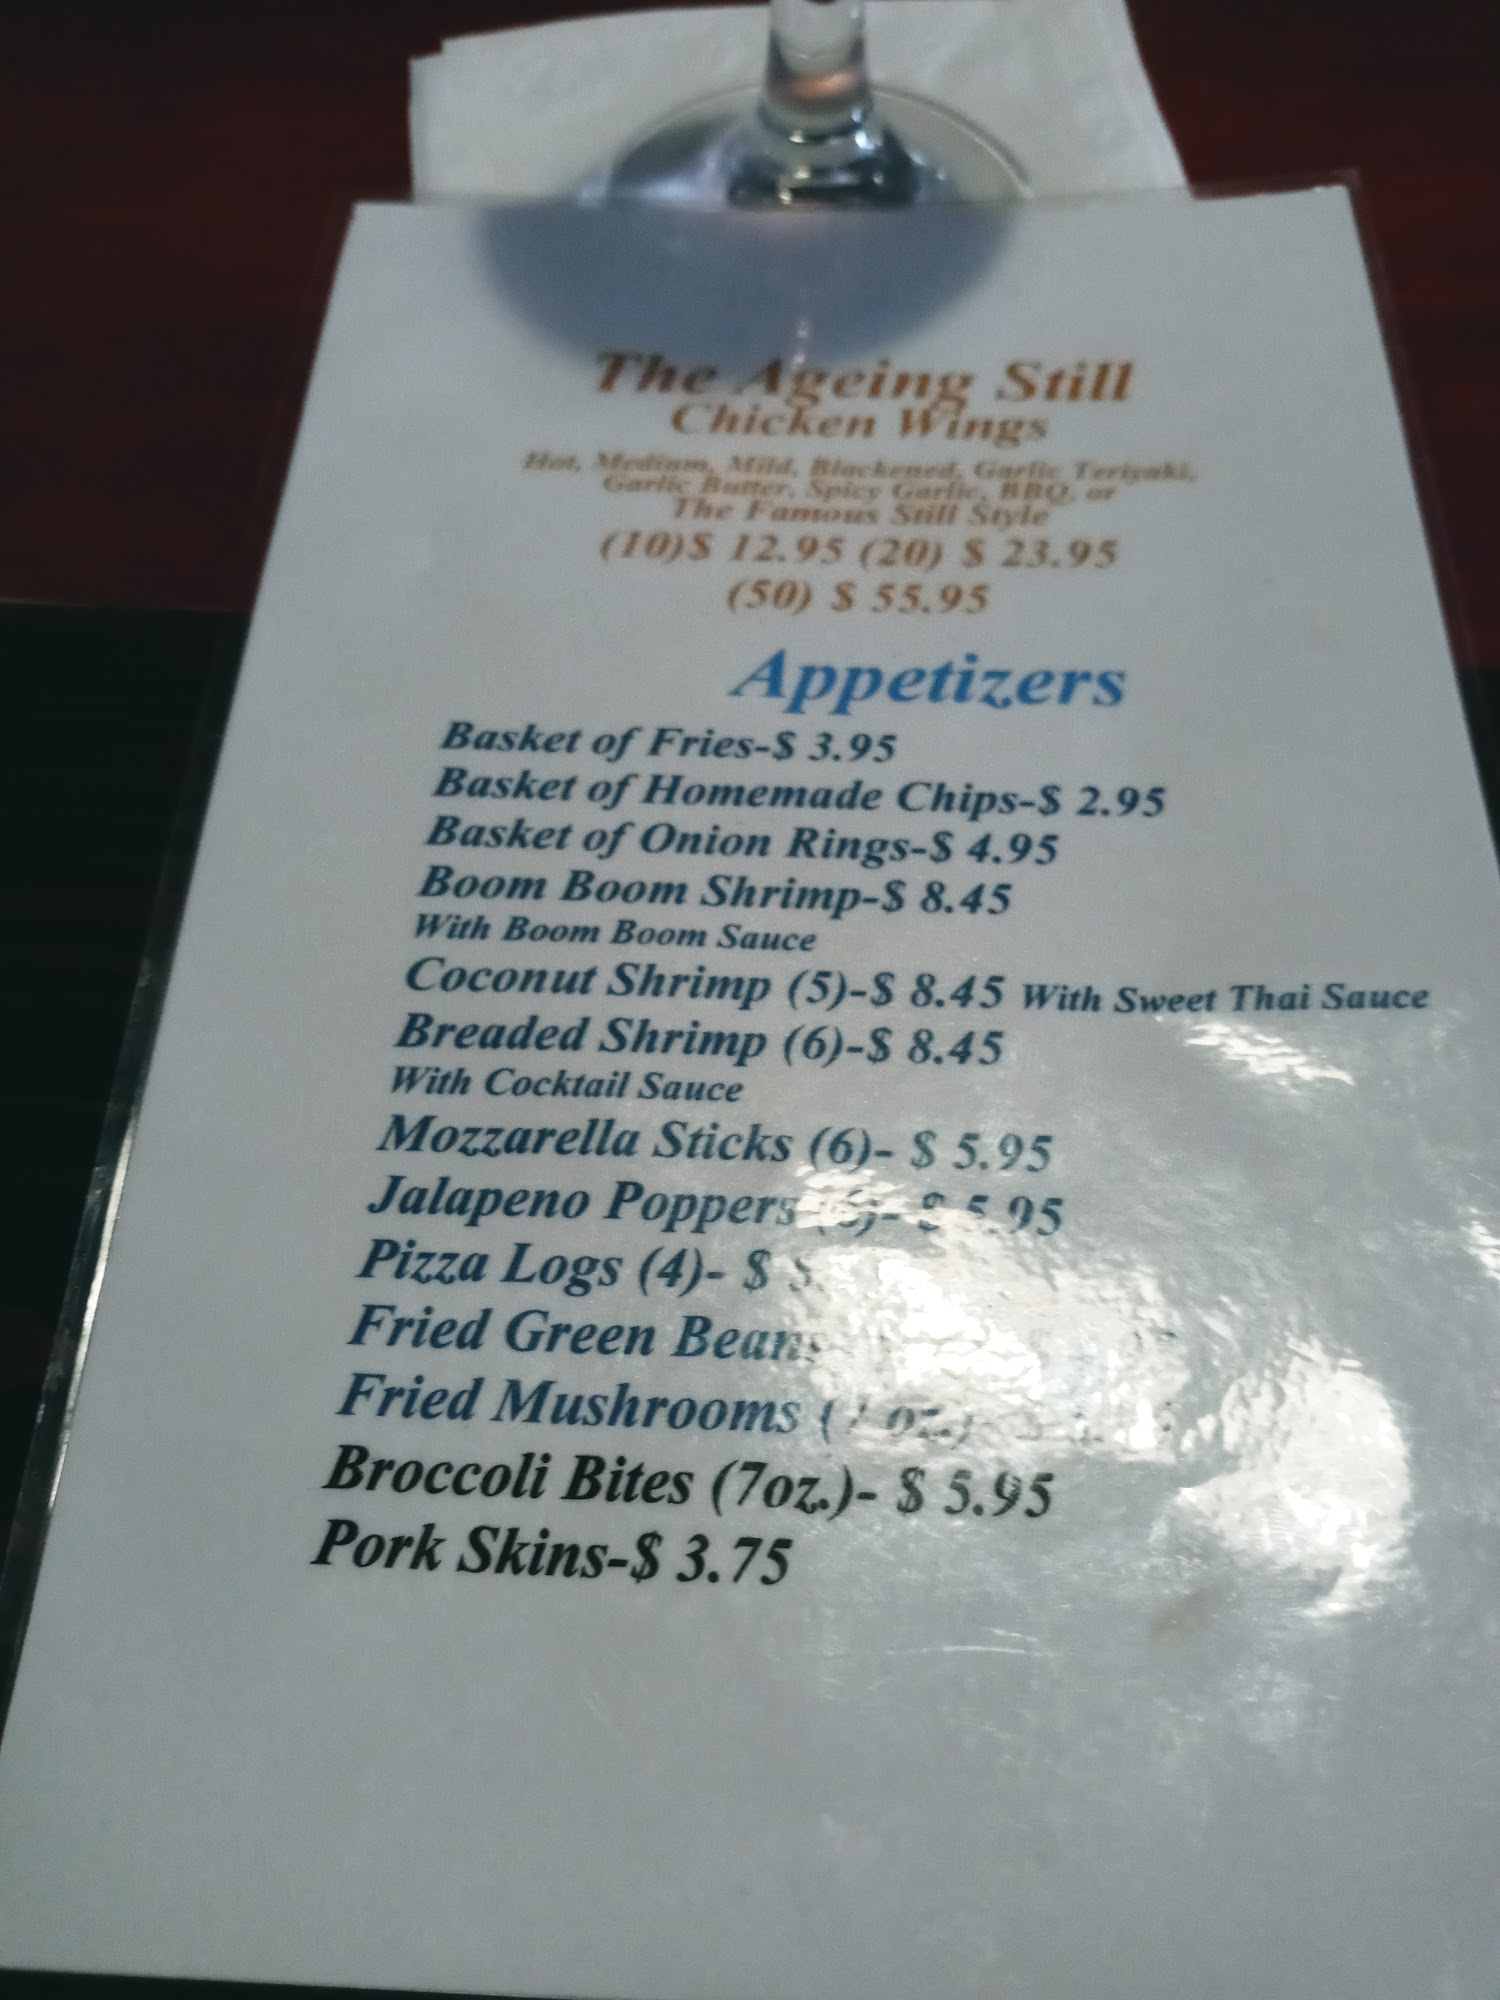 The Ageing Still
Chicken Wings
Hot, Medium, Mild, Blackened, Garlic Teriyaki,
Garlic Butter, Spicy Garlic, BBQ, or
The Famous Still Style
(10)$ 12.95 (20) $ 23.95
(50) $ 55.95
Appetizers
Basket of Fries-$ 3.95
Basket of Homemade Chips-$ 2.95
Basket of Onion Rings-$ 4.95
Boom Boom Shrimp-$ 8.45
With Boom Boom Sauce
Coconut Shrimp (5)-$ 8.45 With Sweet Thai Sauce
Breaded Shrimp (6)-$ 8.45
With Cocktail Sauce
Mozzarella Sticks (6)- $ 5.95
Jalapeno Poppers $ 5.95
Pizza Logs (4)- $
Fried Green Beans
Fried Mushrooms
Broccoli Bites (7oz.)- $ 5.95
Pork Skins-$ 3.75